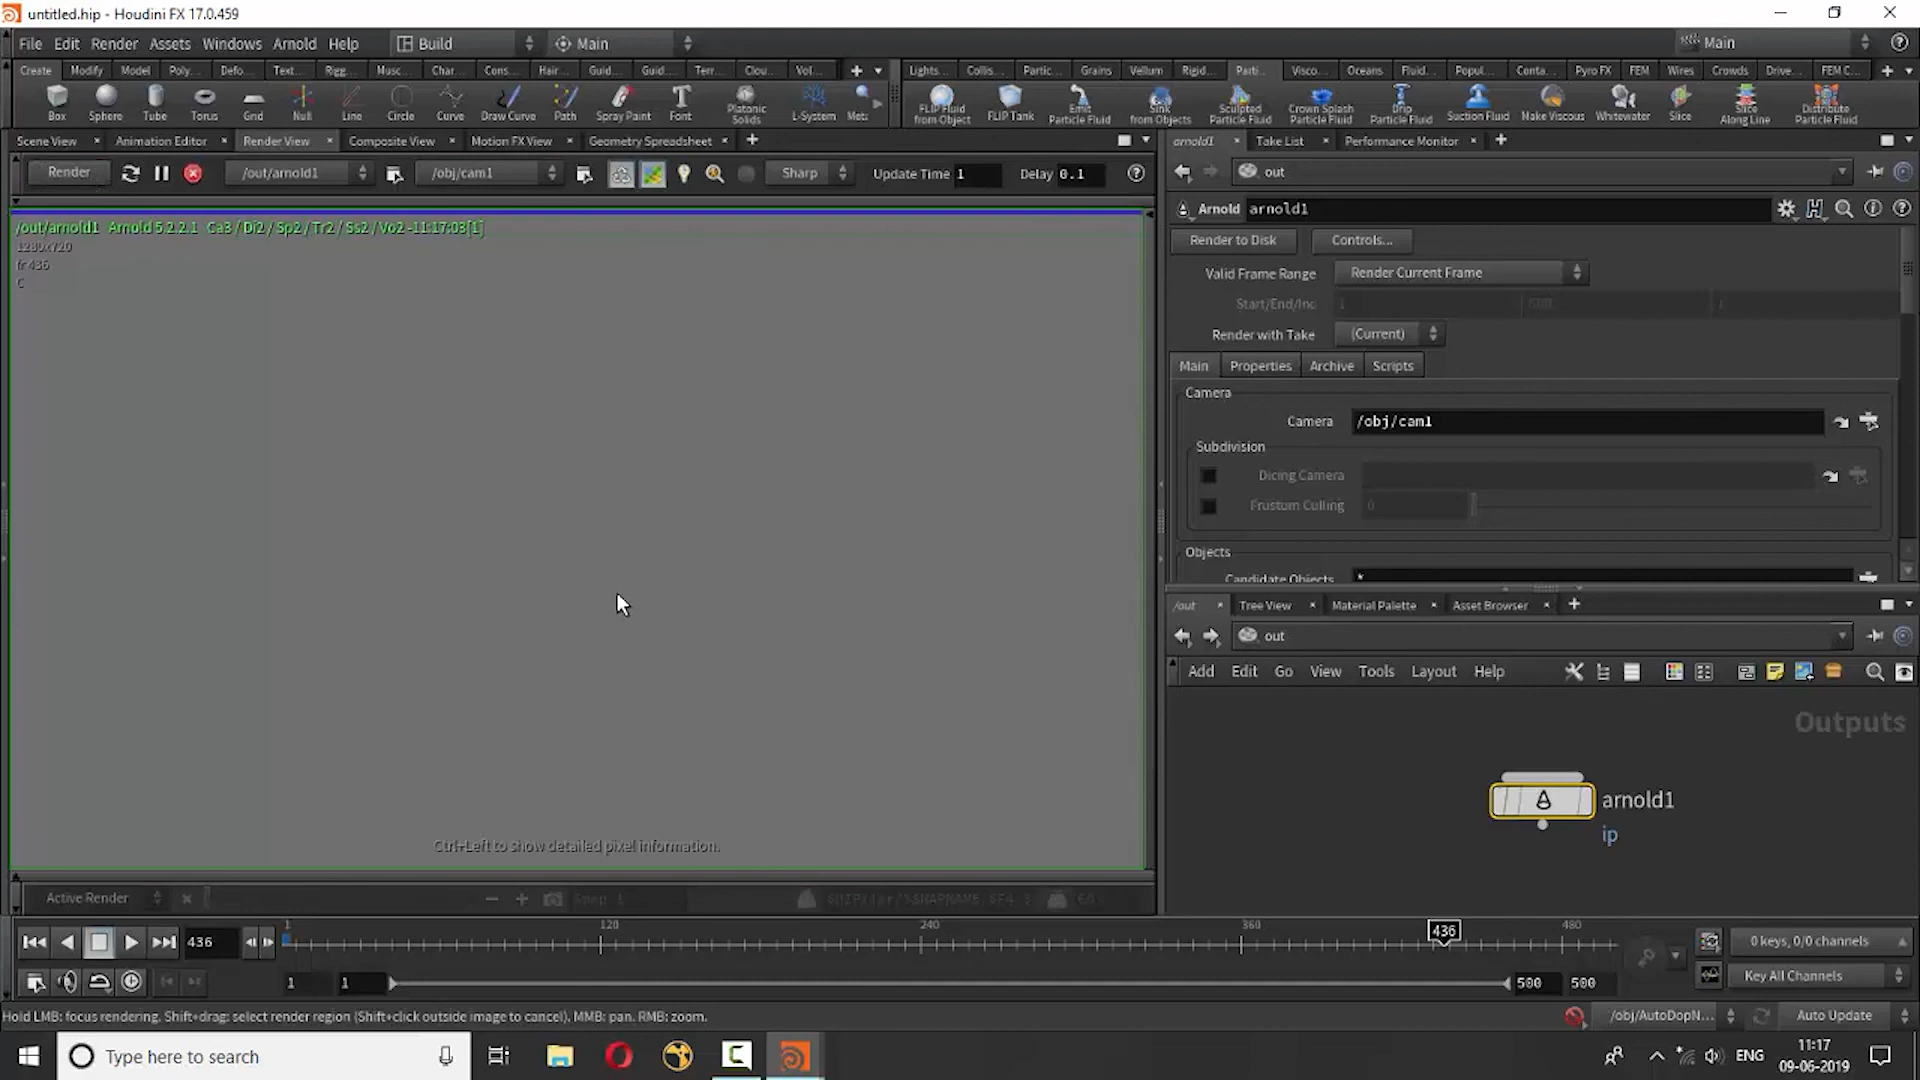 untitled.hip - Houdini FX 17.0.459
File Edit Render Assets Windows Arnold Help Build Main Main
Create Modify Model Poly... Defo... Text... Rigg... Musc... Char... Cons... Hair... Guid... Guid... Terr... Clou... Vol... Lights... Collis... Partic... Grains Vellum Rigid... Parti... Visco... Oceans Fluid... Popul... Conta... Pyro FX FEM Wires Crowds Drive... FEM C...
Box Sphere Tube Torus Grid Null Line Circle Curve Draw Curve Path Spray Paint Font Platonic Solids L-System Meta FLIP Fluid from Object FLIP Tank Emit Particle Fluid Sink from Objects Sculpted Particle Fluid Crown Splash Particle Fluid Drip Particle Fluid Suction Fluid Make Viscous Whitewater Slice Slice Along Line Distribute Particle Fluid
Scene View Animation Editor Render View Composite View Motion FX View Geometry Spreadsheet
arnold1 Take List Performance Monitor
Render /out/arnold1 /obj/cam1 Sharp Update Time 1 Delay 0.1
out
Arnold arnold1
/out/arnold1 Arnold 5.2.2.1 Ca3 / Di2 / Sp2 / Tr2 / Ss2 / Vo2 -11:17:03[1]
1280x720
fr 436
C
Render to Disk Controls...
Valid Frame Range Render Current Frame
Start/End/Inc 1 500 1
Render with Take (Current)
Main Properties Archive Scripts
Camera
Camera /obj/cam1
Subdivision
Dicing Camera
Frustum Culling 0
Objects
Candidate Objects *
/out Tree View Material Palette Asset Browser
out
Add Edit Go View Tools Layout Help
Outputs
arnold1
ip
Ctrl+Left to show detailed pixel information.
Active Render Snap 1
1 120 240 360 436 480
436
0 keys, 0/0 channels
1 1 500 500
Key All Channels
Hold LMB: focus rendering. Shift+drag: select render region (Shift+click outside image to cancel). MMB: pan. RMB: zoom.
/obj/AutoDopN... Auto Update
Type here to search
ENG
11:17
09-06-2019